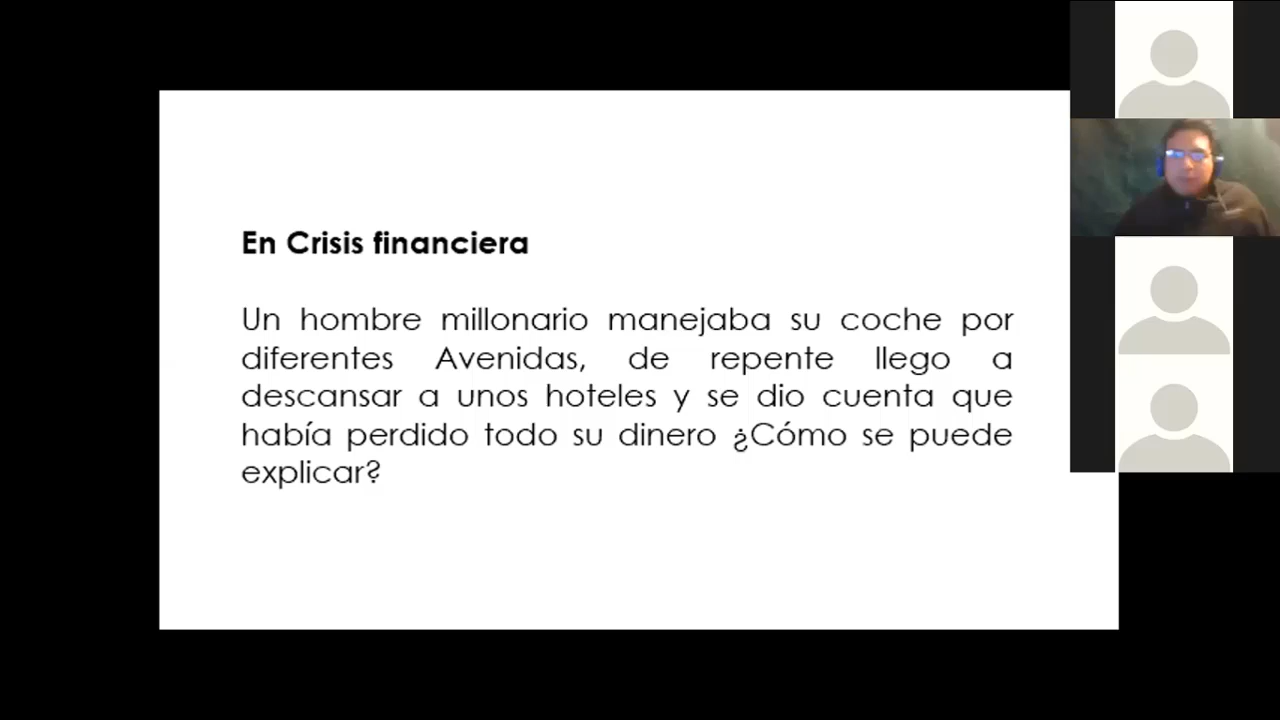 En Crisis financiera
Un hombre millonario manejaba su coche por
diferentes Avenidas, de repente llego a
descansar a unos hoteles y se dio cuenta que
había perdido todo su dinero ¿Cómo se puede
explicar?